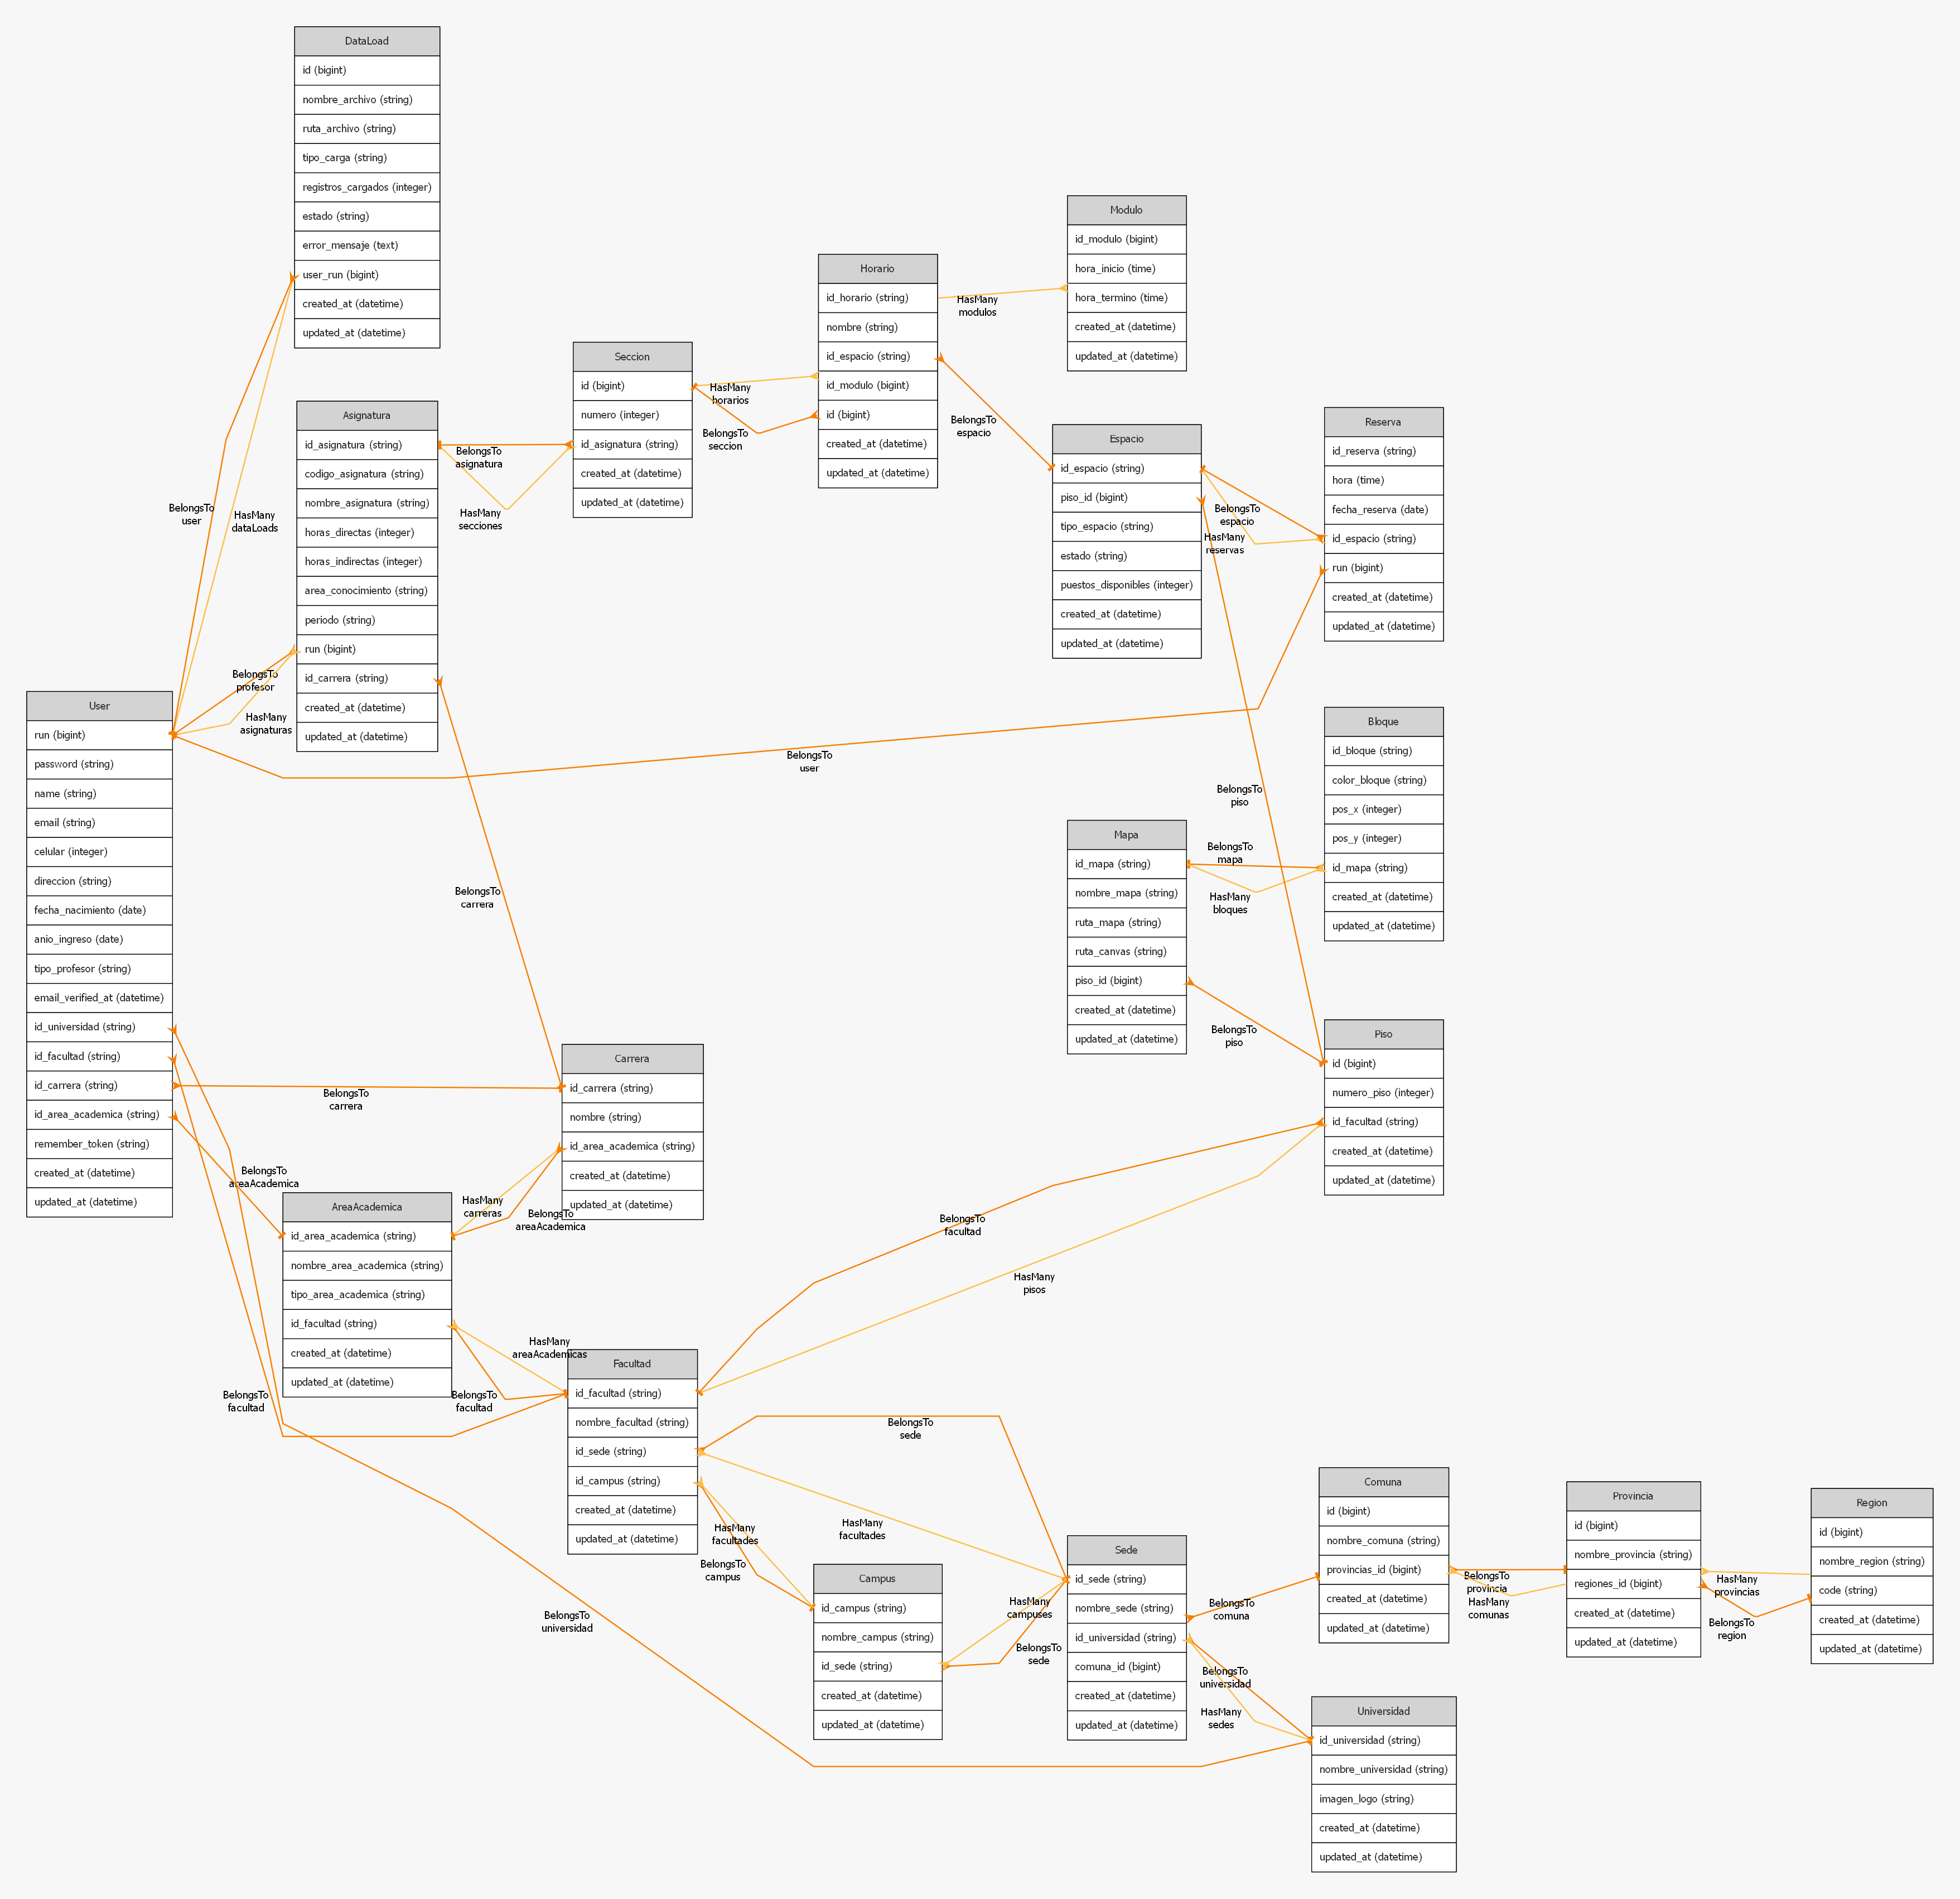 DataLoad
id (bigint)
nombre_archivo (string)
ruta_archivo (string)
tipo_carga (string)
registros_cargados (integer)
estado (string)
error_mensaje (text)
user_run (bigint)
created_at (datetime)
updated_at (datetime)
Modulo
id_modulo (bigint)
hora_inicio (time)
hora_termino (time)
created_at (datetime)
updated_at (datetime)
Horario
id_horario (string)
nombre (string)
id_espacio (string)
id_modulo (bigint)
id (bigint)
created_at (datetime)
updated_at (datetime)
HasMany
modulos
Seccion
id (bigint)
numero (integer)
id_asignatura (string)
created_at (datetime)
updated_at (datetime)
HasMany
horarios
BelongsTo
seccion
BelongsTo
espacio
Asignatura
id_asignatura (string)
codigo_asignatura (string)
nombre_asignatura (string)
horas_directas (integer)
horas_indirectas (integer)
area_conocimiento (string)
periodo (string)
run (bigint)
id_carrera (string)
created_at (datetime)
updated_at (datetime)
BelongsTo
asignatura
HasMany
secciones
Espacio
id_espacio (string)
piso_id (bigint)
tipo_espacio (string)
estado (string)
puestos_disponibles (integer)
created_at (datetime)
updated_at (datetime)
Reserva
id_reserva (string)
hora (time)
fecha_reserva (date)
id_espacio (string)
run (bigint)
created_at (datetime)
updated_at (datetime)
BelongsTo
espacio
HasMany
reservas
BelongsTo
user
HasMany
dataLoads
BelongsTo
profesor
HasMany
asignaturas
User
run (bigint)
password (string)
name (string)
email (string)
celular (integer)
direccion (string)
fecha_nacimiento (date)
anio_ingreso (date)
tipo_profesor (string)
email_verified_at (datetime)
id_universidad (string)
id_facultad (string)
id_carrera (string)
id_area_academica (string)
remember_token (string)
created_at (datetime)
updated_at (datetime)
BelongsTo
user
BelongsTo
piso
Bloque
id_bloque (string)
color_bloque (string)
pos_x (integer)
pos_y (integer)
id_mapa (string)
created_at (datetime)
updated_at (datetime)
Mapa
id_mapa (string)
nombre_mapa (string)
ruta_mapa (string)
ruta_canvas (string)
piso_id (bigint)
created_at (datetime)
updated_at (datetime)
BelongsTo
mapa
HasMany
bloques
BelongsTo
piso
BelongsTo
carrera
Piso
id (bigint)
numero_piso (integer)
id_facultad (string)
created_at (datetime)
updated_at (datetime)
Carrera
id_carrera (string)
nombre (string)
id_area_academica (string)
created_at (datetime)
updated_at (datetime)
BelongsTo
carrera
BelongsTo
areaAcademica
HasMany
carreras
BelongsTo
areaAcademica
AreaAcademica
id_area_academica (string)
nombre_area_academica (string)
tipo_area_academica (string)
id_facultad (string)
created_at (datetime)
updated_at (datetime)
BelongsTo
facultad
HasMany
pisos
HasMany
areaAcademicas
BelongsTo
facultad
BelongsTo
facultad
Facultad
id_facultad (string)
nombre_facultad (string)
id_sede (string)
id_campus (string)
created_at (datetime)
updated_at (datetime)
BelongsTo
sede
HasMany
facultades
HasMany
facultades
BelongsTo
campus
BelongsTo
universidad
Campus
id_campus (string)
nombre_campus (string)
id_sede (string)
created_at (datetime)
updated_at (datetime)
HasMany
campuses
BelongsTo
sede
Sede
id_sede (string)
nombre_sede (string)
id_universidad (string)
comuna_id (bigint)
created_at (datetime)
updated_at (datetime)
BelongsTo
comuna
BelongsTo
universidad
HasMany
sedes
Comuna
id (bigint)
nombre_comuna (string)
provincias_id (bigint)
created_at (datetime)
updated_at (datetime)
BelongsTo
provincia
HasMany
comunas
Provincia
id (bigint)
nombre_provincia (string)
regiones_id (bigint)
created_at (datetime)
updated_at (datetime)
HasMany
provincias
BelongsTo
region
Region
id (bigint)
nombre_region (string)
code (string)
created_at (datetime)
updated_at (datetime)
Universidad
id_universidad (string)
nombre_universidad (string)
imagen_logo (string)
created_at (datetime)
updated_at (datetime)